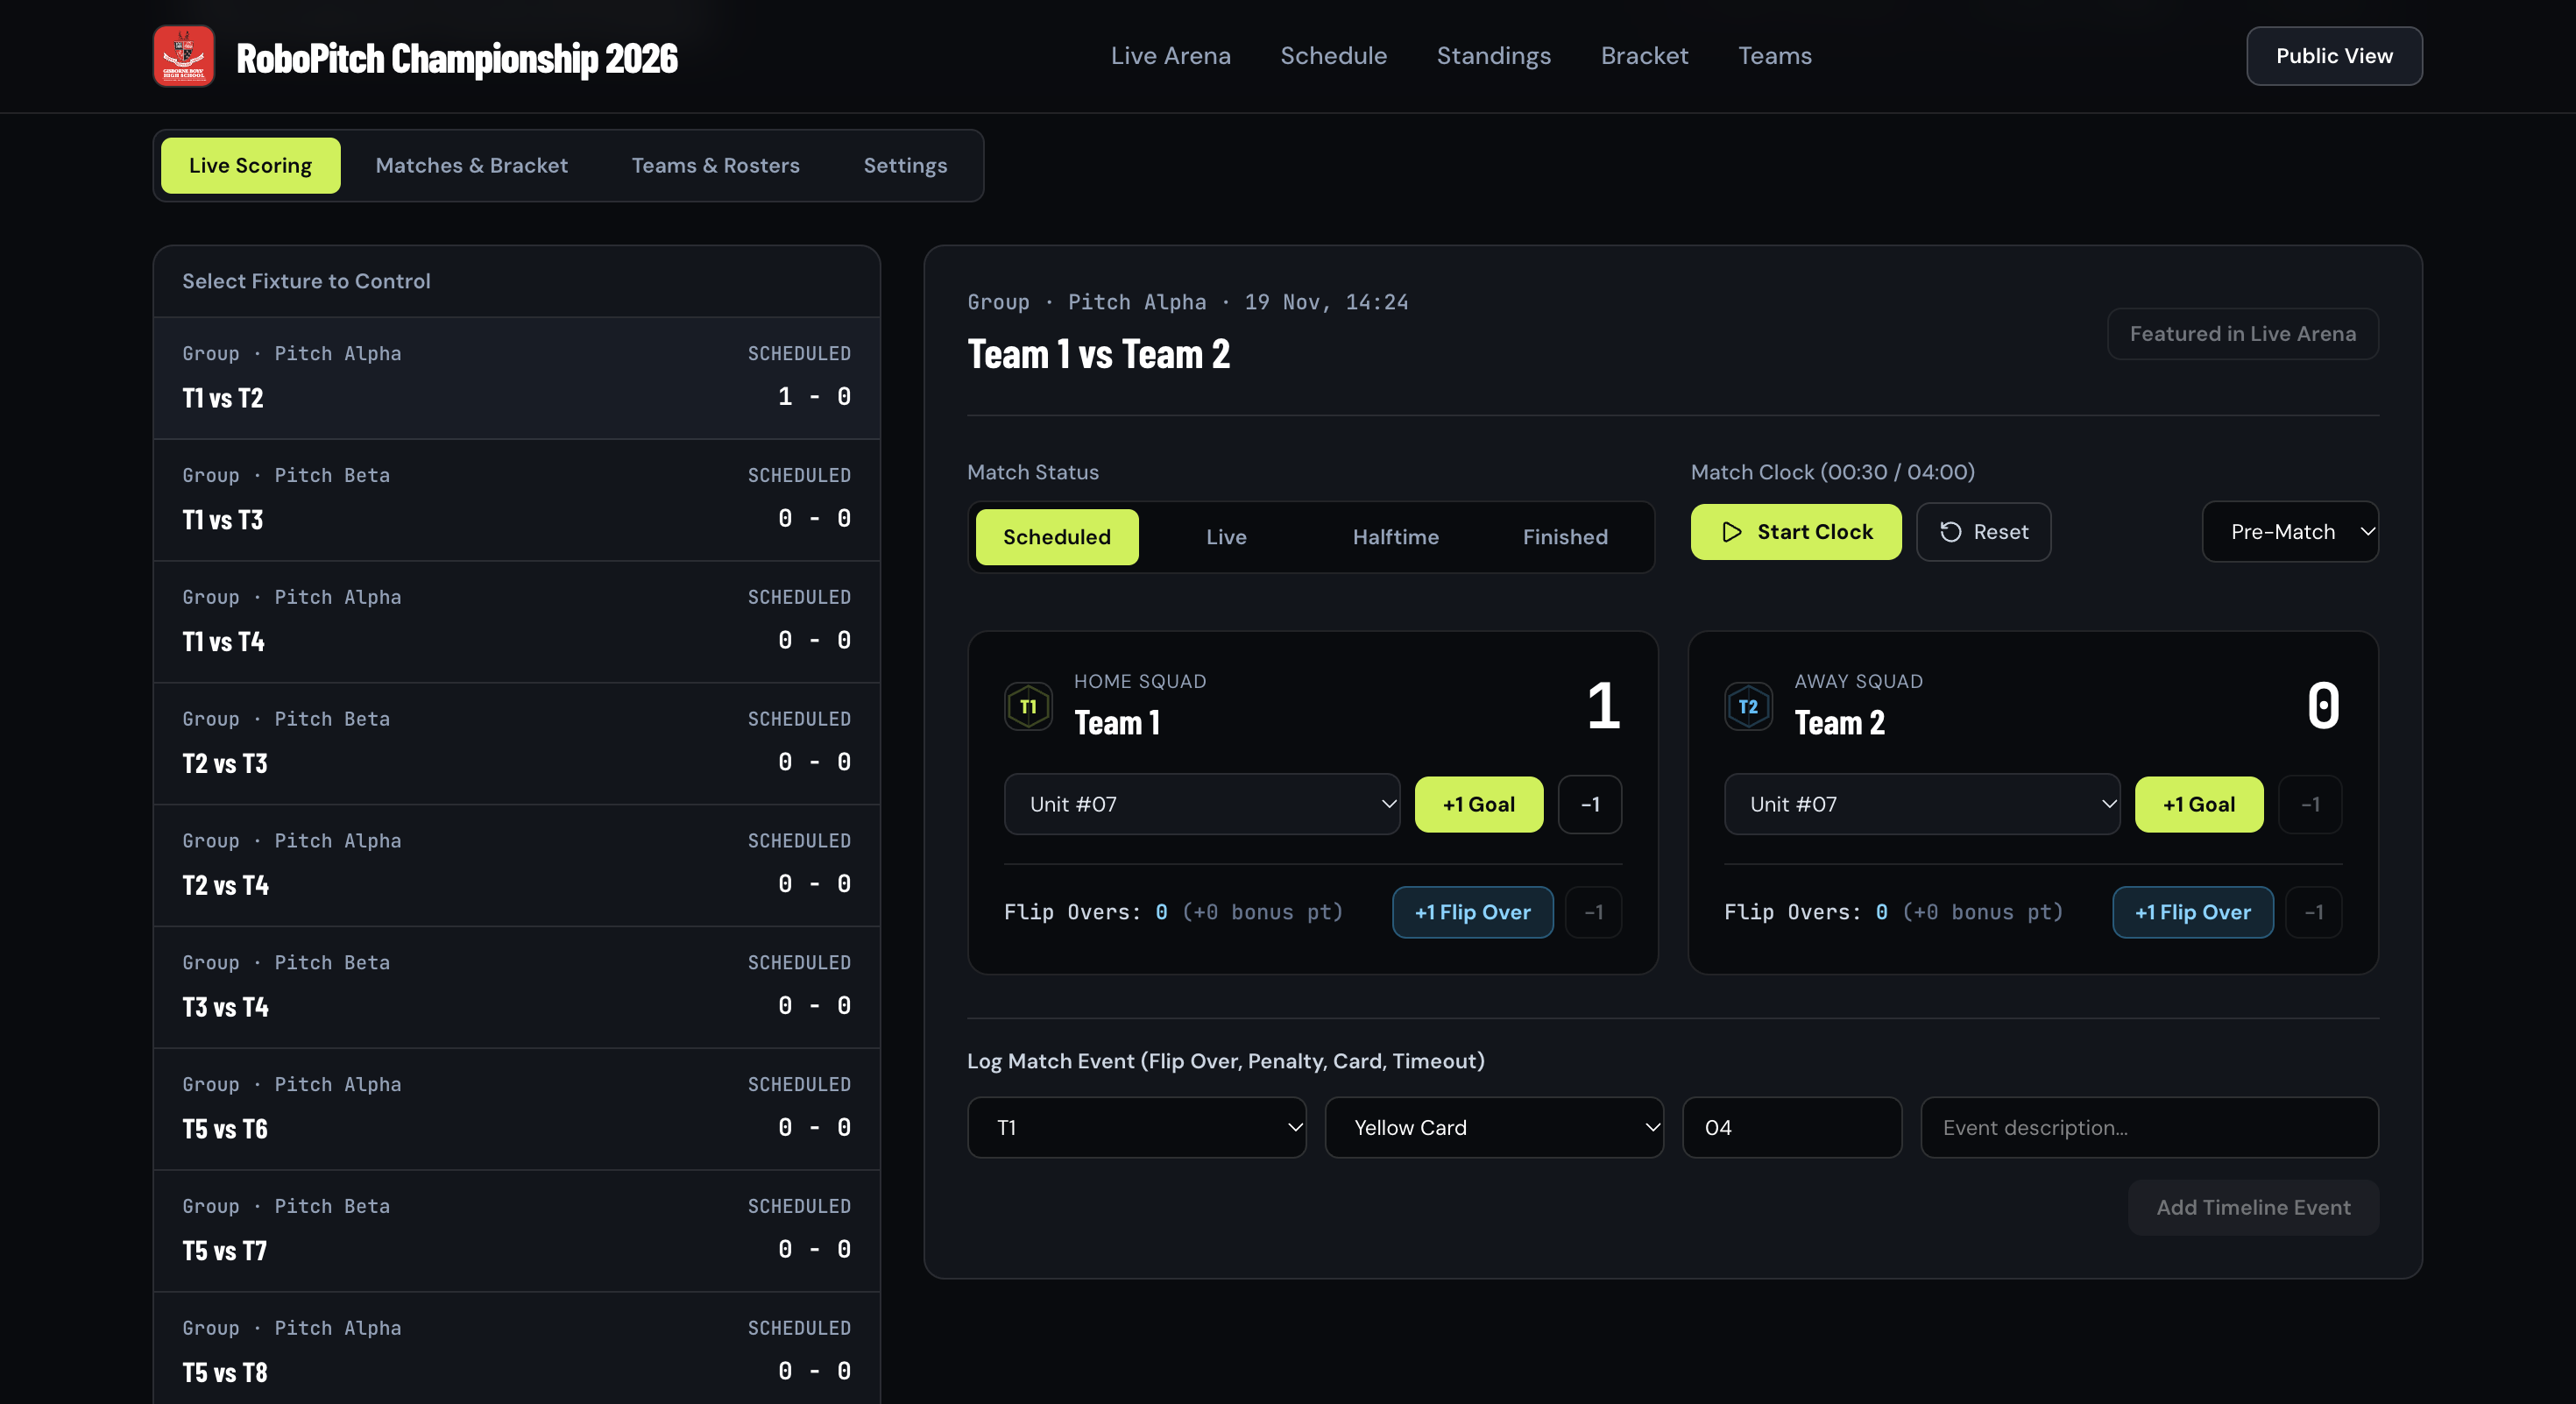 GISBORNE BOYS' HIGH SCHOOL
RoboPitch Championship 2026
Live Arena
Schedule
Standings
Bracket
Teams
Public View
Live Scoring
Matches & Bracket
Teams & Rosters
Settings
Select Fixture to Control
Group · Pitch Alpha SCHEDULED
T1 vs T2 1 - 0
Group · Pitch Beta SCHEDULED
T1 vs T3 0 - 0
Group · Pitch Alpha SCHEDULED
T1 vs T4 0 - 0
Group · Pitch Beta SCHEDULED
T2 vs T3 0 - 0
Group · Pitch Alpha SCHEDULED
T2 vs T4 0 - 0
Group · Pitch Beta SCHEDULED
T3 vs T4 0 - 0
Group · Pitch Alpha SCHEDULED
T5 vs T6 0 - 0
Group · Pitch Beta SCHEDULED
T5 vs T7 0 - 0
Group · Pitch Alpha SCHEDULED
T5 vs T8 0 - 0
Group · Pitch Alpha · 19 Nov, 14:24
Team 1 vs Team 2
Featured in Live Arena
Match Status
Scheduled
Live
Halftime
Finished
Match Clock (00:30 / 04:00)
Start Clock
Reset
Pre-Match
T1
HOME SQUAD
Team 1
1
Unit #07
+1 Goal
-1
Flip Overs: 0 (+0 bonus pt)
+1 Flip Over
-1
T2
AWAY SQUAD
Team 2
0
Unit #07
+1 Goal
-1
Flip Overs: 0 (+0 bonus pt)
+1 Flip Over
-1
Log Match Event (Flip Over, Penalty, Card, Timeout)
T1
Yellow Card
04
Event description...
Add Timeline Event